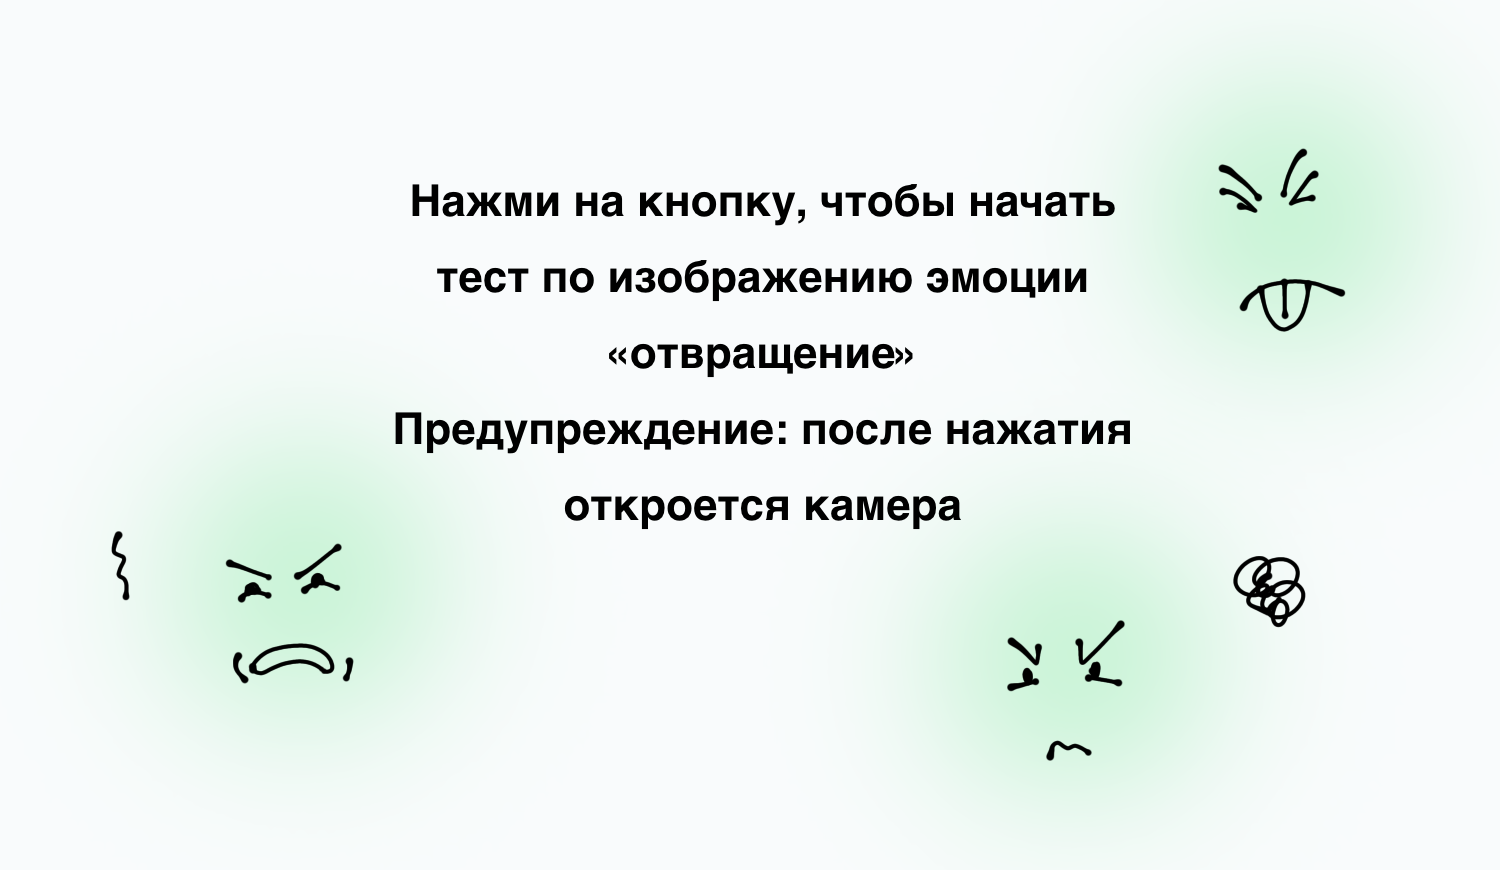 Нажми на кнопку, чтобы начать
тест по изображению эмоции
«отвращение»
Предупреждение: после нажатия
откроется камера